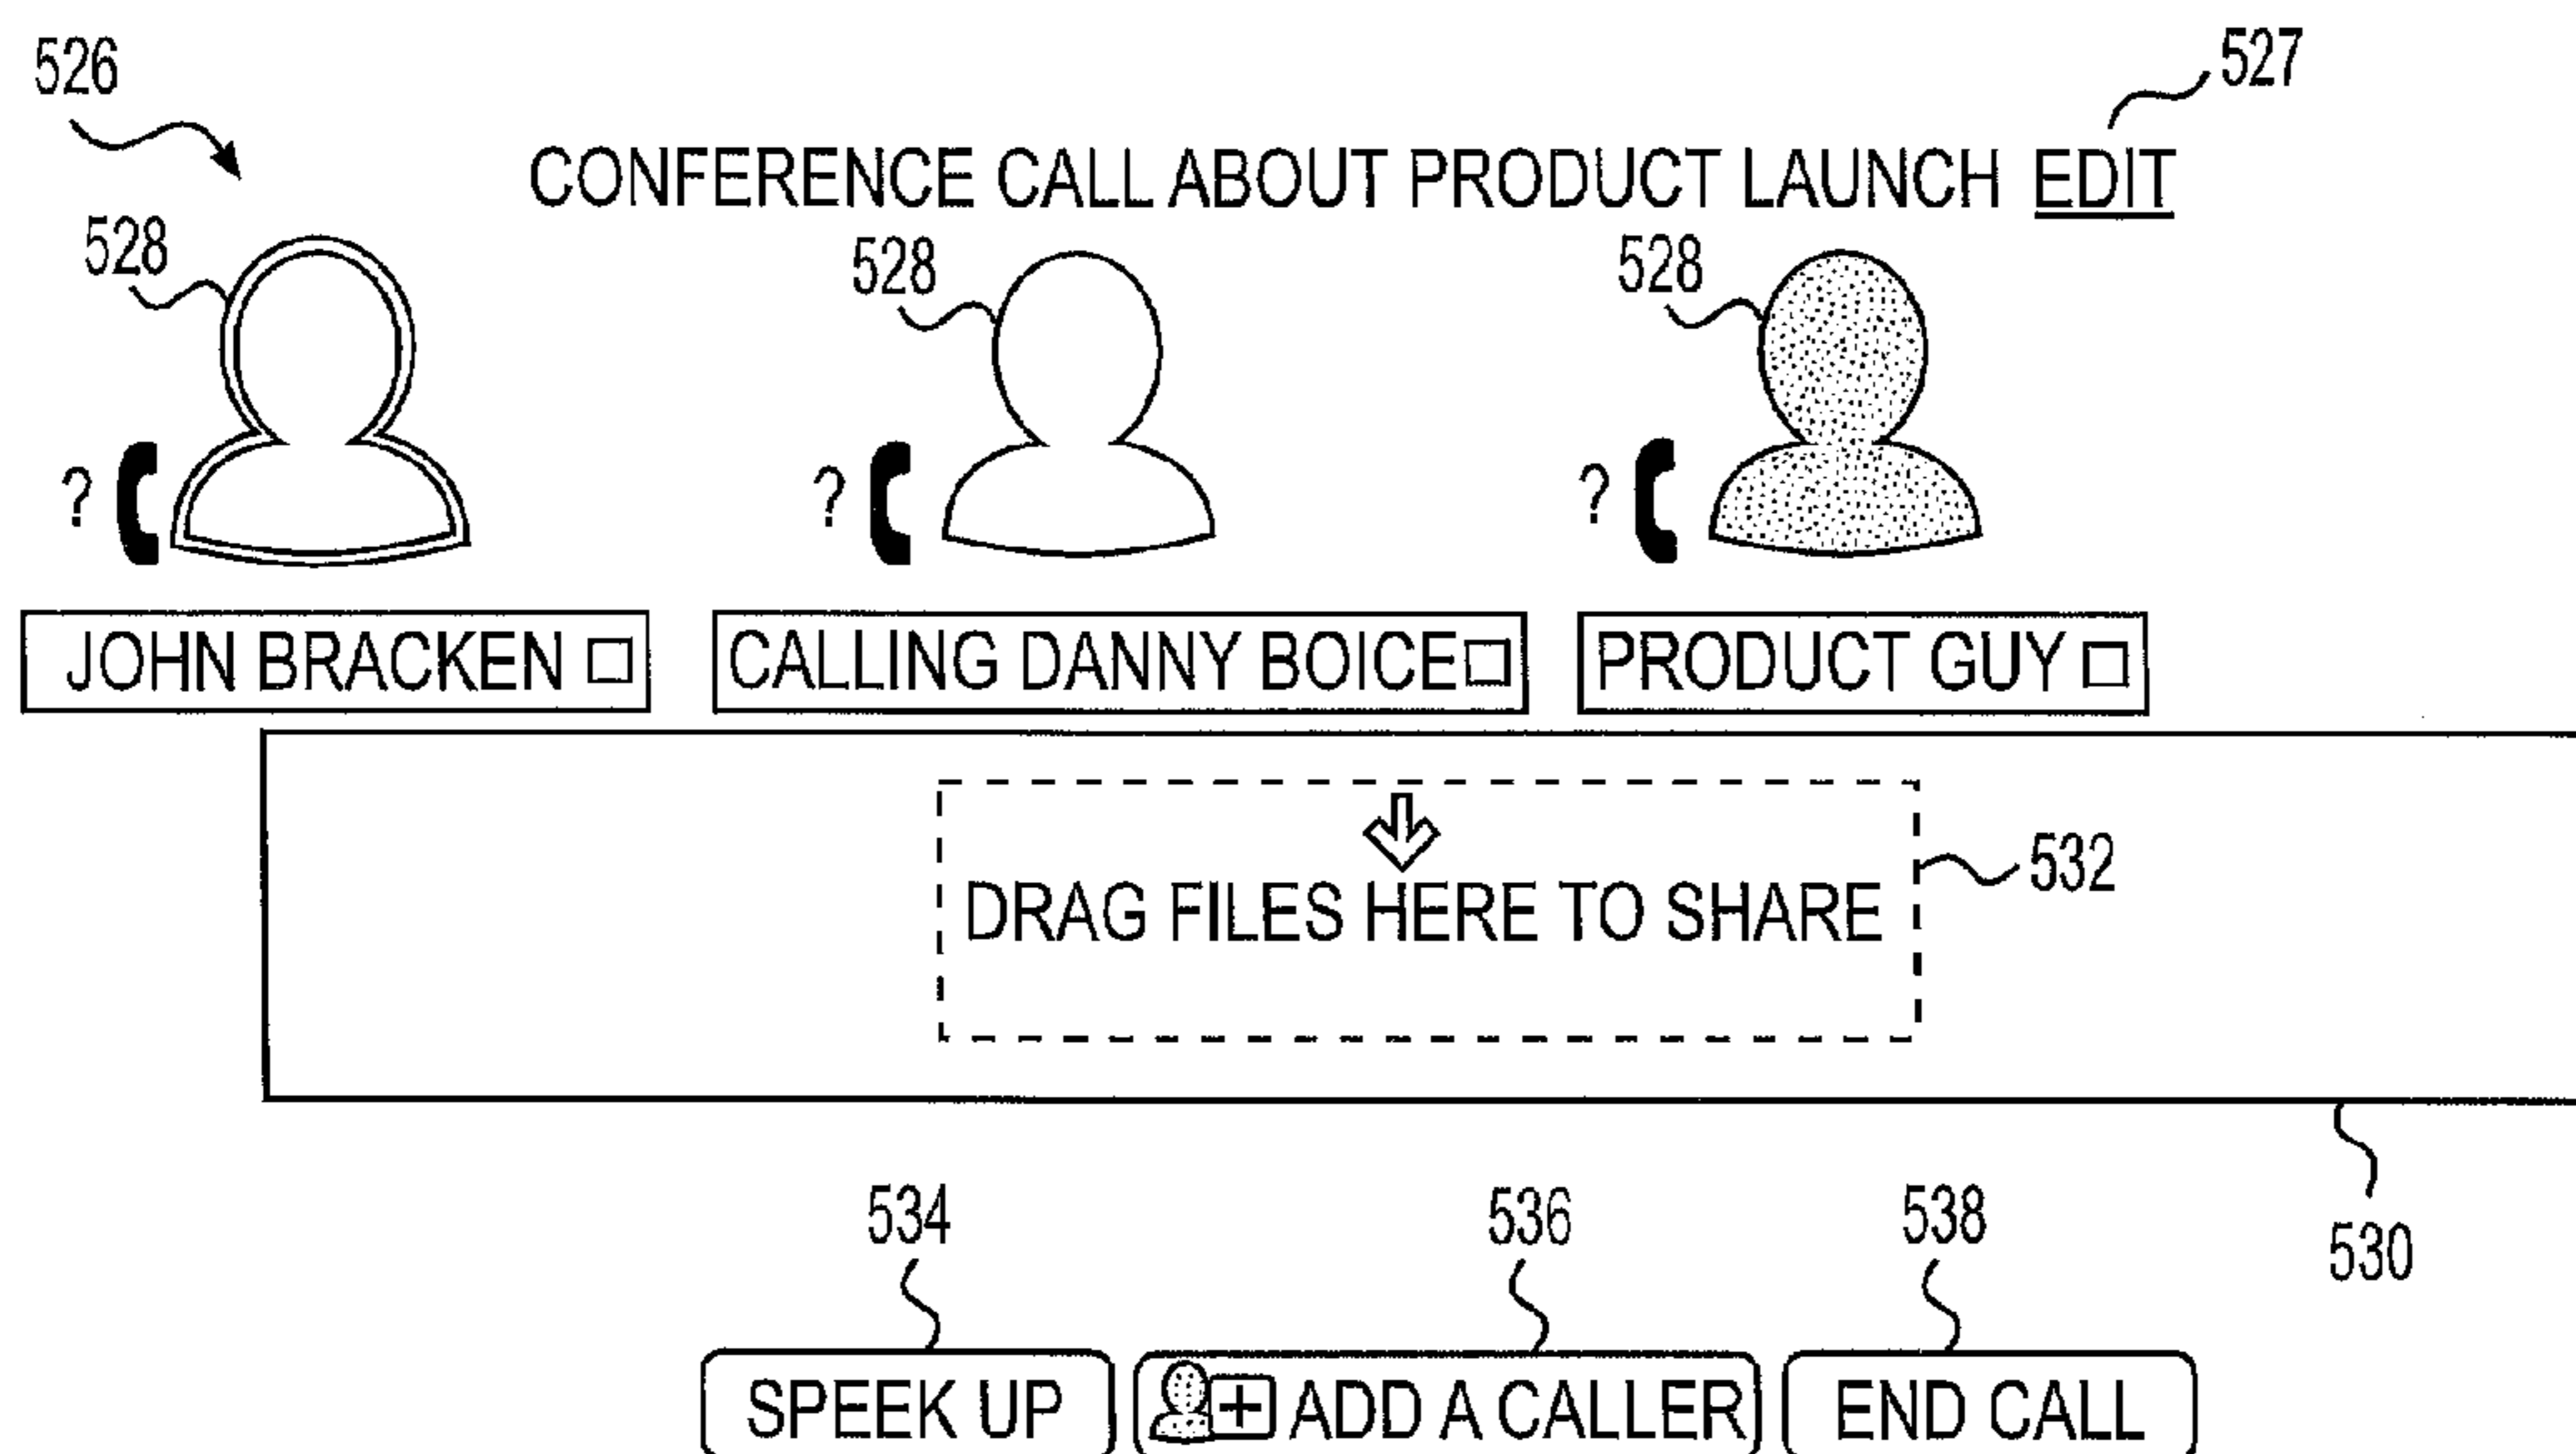 526
527
CONFERENCE CALL ABOUT PRODUCT LAUNCH EDIT
528 528 528
? ? ?
JOHN BRACKEN CALLING DANNY BOICE PRODUCT GUY
DRAG FILES HERE TO SHARE
532
530
534 536 538
SPEEK UP + ADD A CALLER END CALL